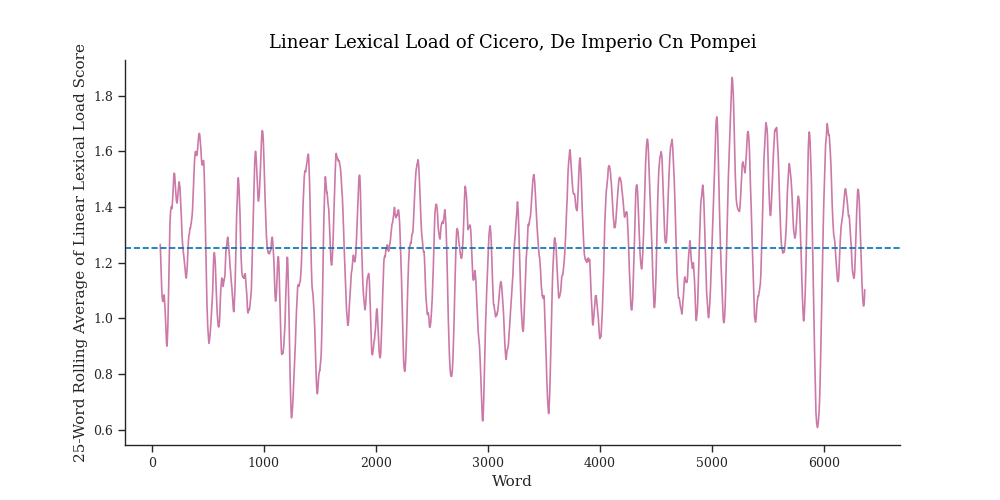 Linear Lexical Load of Cicero, De Imperio Cn Pompei
25-Word Rolling Average of Linear Lexical Load Score
1.8
1.6
1.4
1.2
1.0
0.8
0.6
0 1000 2000 3000 4000 5000 6000
Word